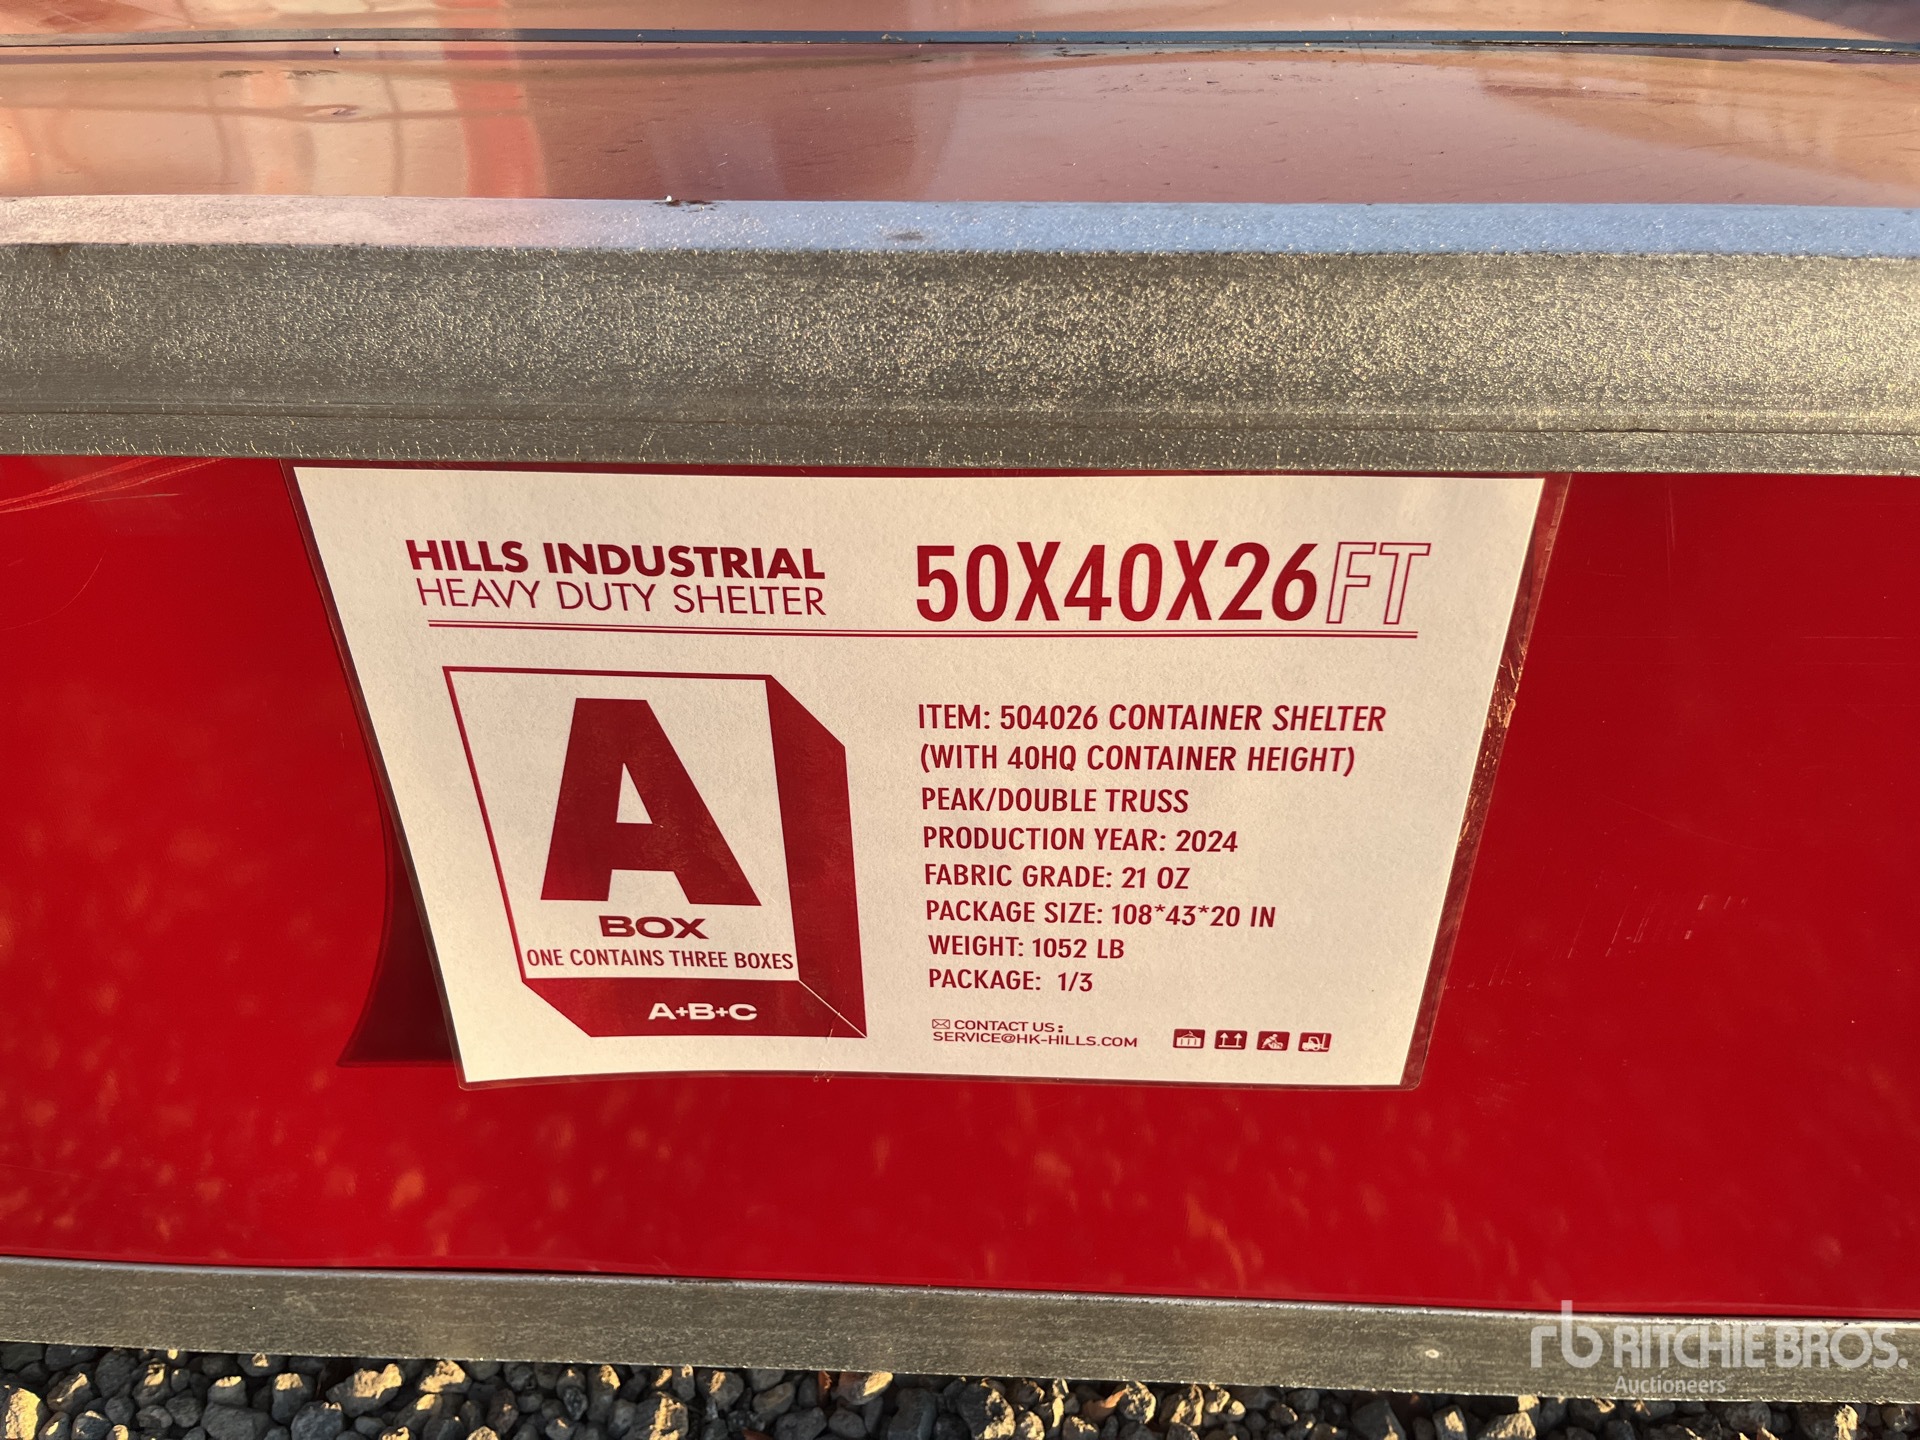 HILLS INDUSTRIAL
HEAVY DUTY SHELTER
50X40X26FT
A
BOX
ONE CONTAINS THREE BOXES
A+B+C
ITEM: 504026 CONTAINER SHELTER
(WITH 40HQ CONTAINER HEIGHT)
PEAK/DOUBLE TRUSS
PRODUCTION YEAR: 2024
FABRIC GRADE: 21 OZ
PACKAGE SIZE: 108*43*20 IN
WEIGHT: 1052 LB
PACKAGE: 1/3
CONTACT US:
SERVICE@HK-HILLS.COM
rb RITCHIE BROS.
Auctioneers